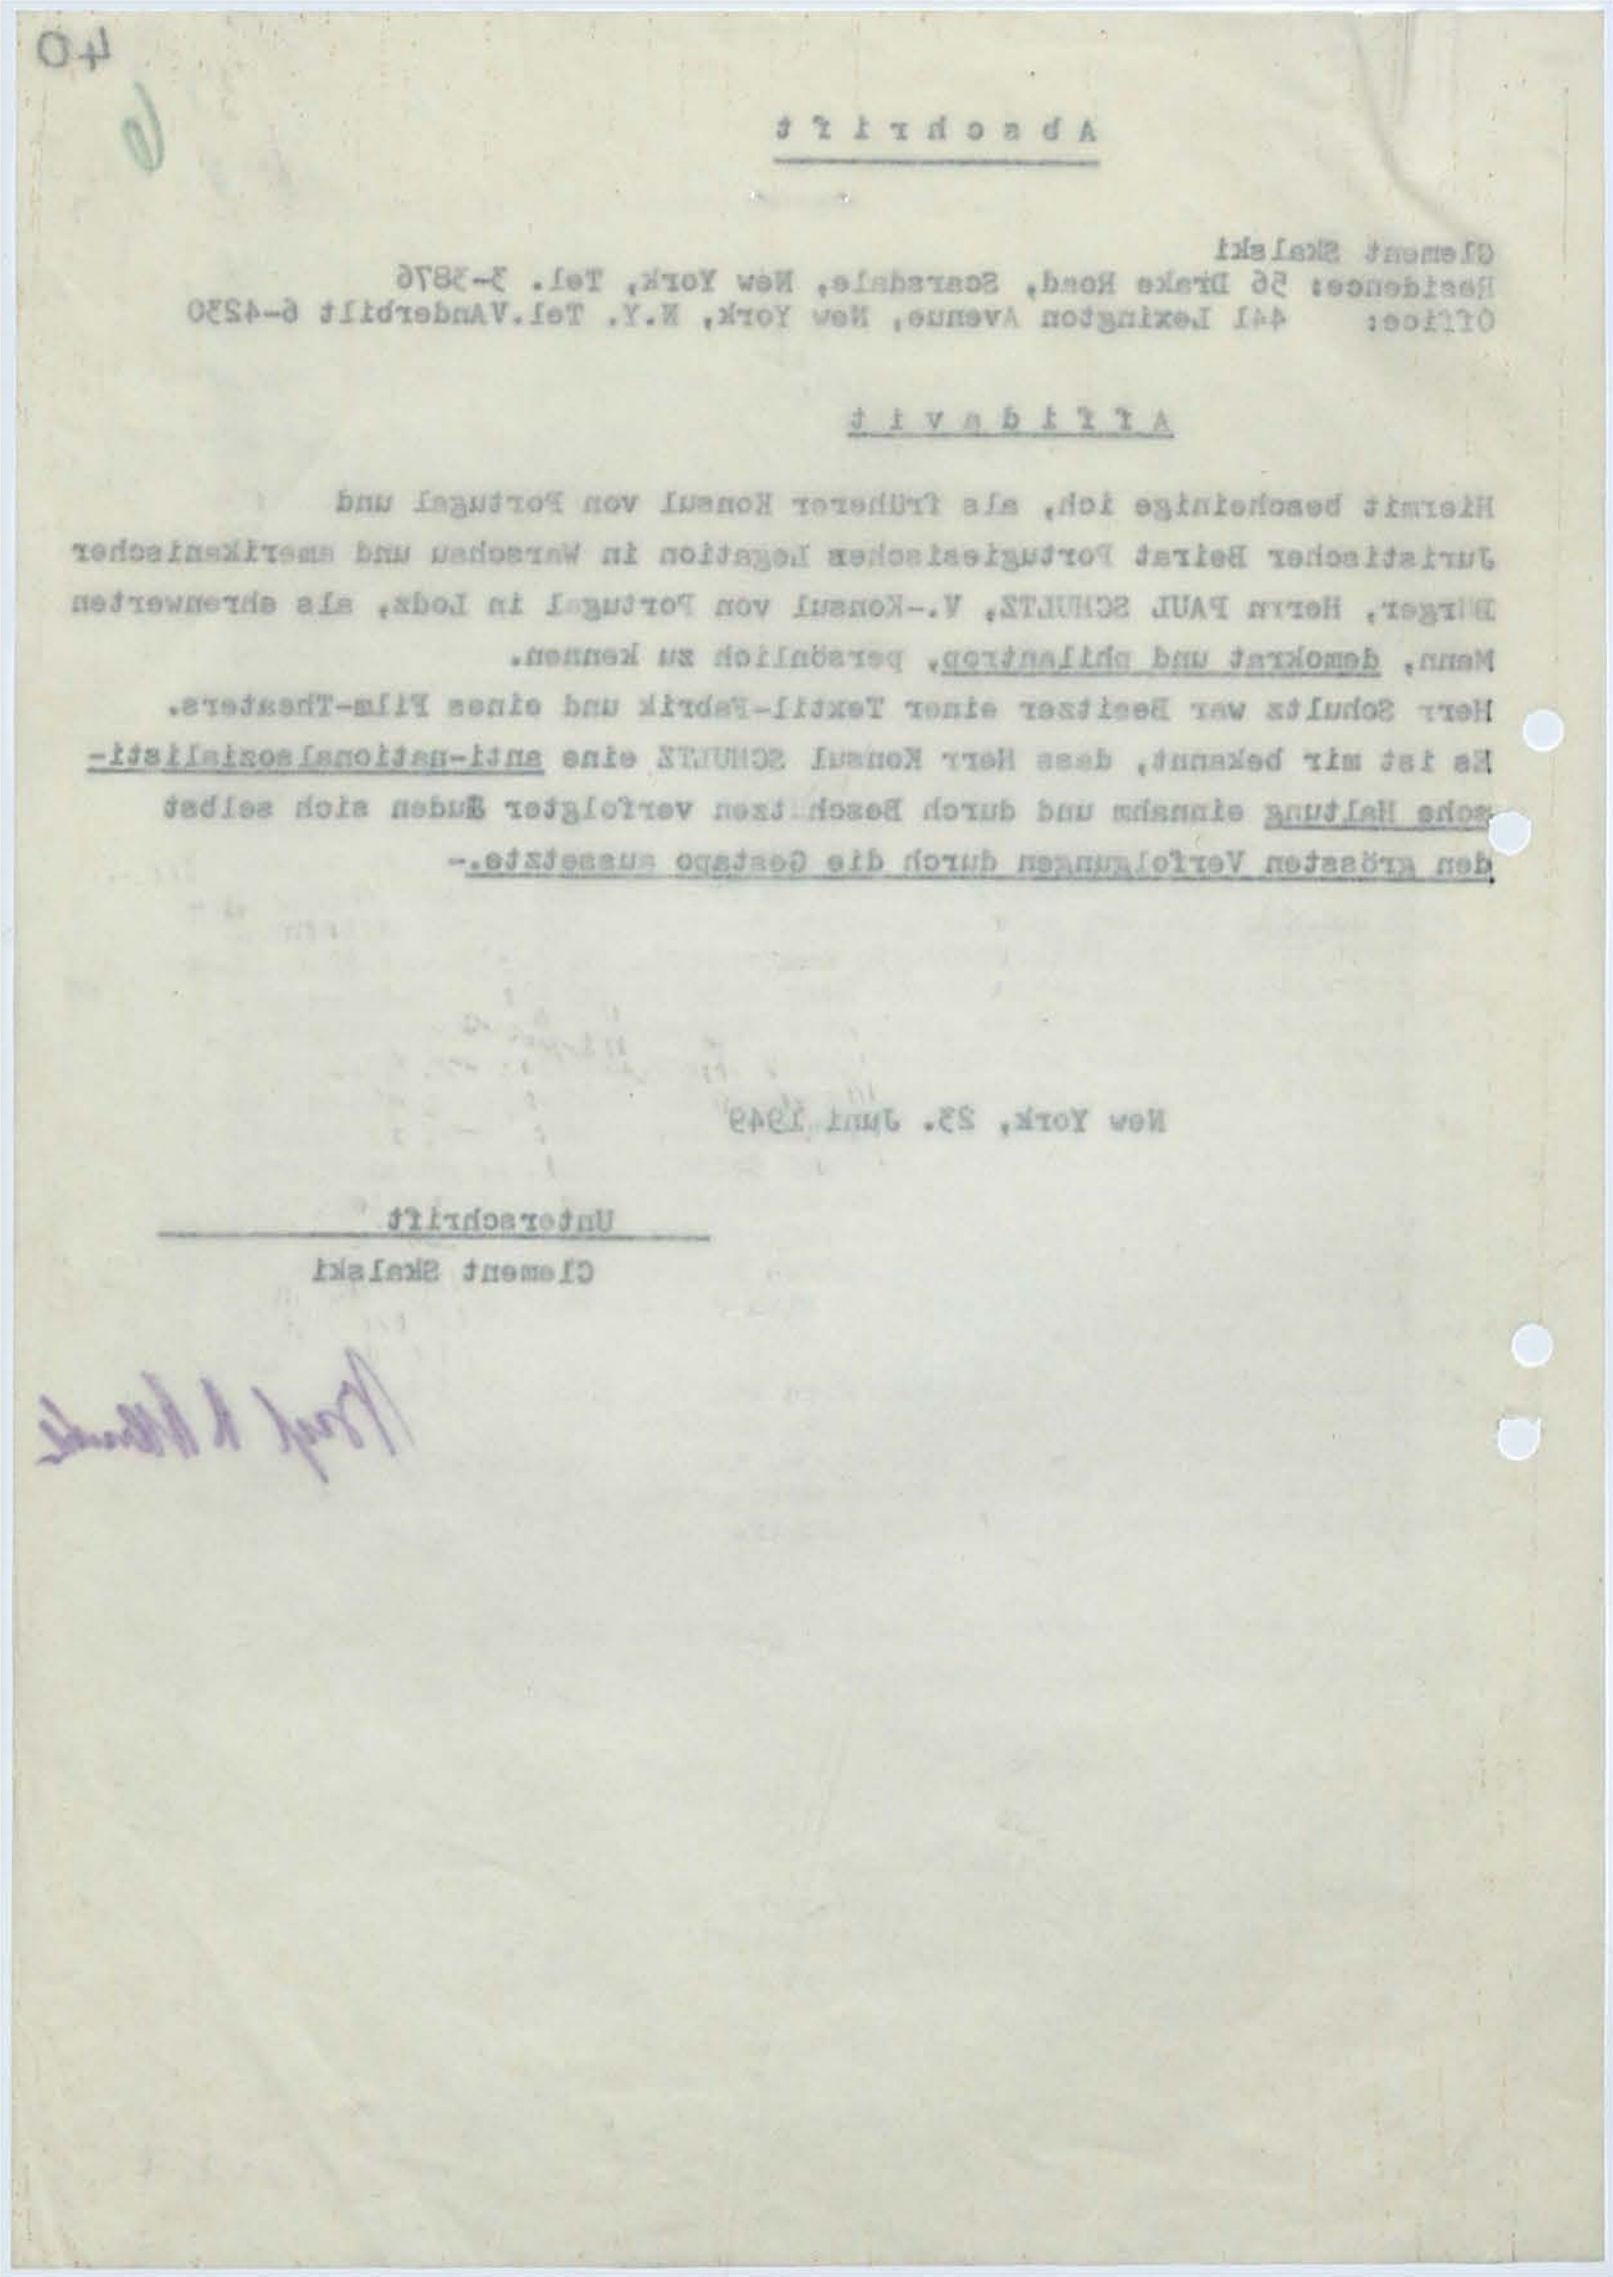 40
6
Abschrift
Clement Skalski
Residence: 56 Drake Road, Scarsdale, New York, Tel. 3-3876
Office: 441 Lexington Avenue, New York, N.Y. Tel.VAnderbilt 6-4230
Affidavit
Hiermit bescheinige ich, als früherer Konsul von Portugal und
Juristischer Beirat Portugiesischen Legation in Warschau und amerikanischer
Bürger, Herrn PAUL SCHULTZ, V.-Konsul von Portugal in Lodz, als ehrenwerten
Mann, demokrat und philantrop, persönlich zu kennen.
Herr Schultz war Besitzer einer Textil-Fabrik und eines Film-Theaters.
Es ist mir bekannt, dass Herr Konsul SCHULTZ eine anti-nationalsozialisti-
sche Haltung einnahm und durch Besch tzen verfolgter Juden sich selbst
den grössten Verfolgungen durch die Gestapo aussetzte.-
New York, 23. Juni 1949
Unterschrift
Clement Skalski